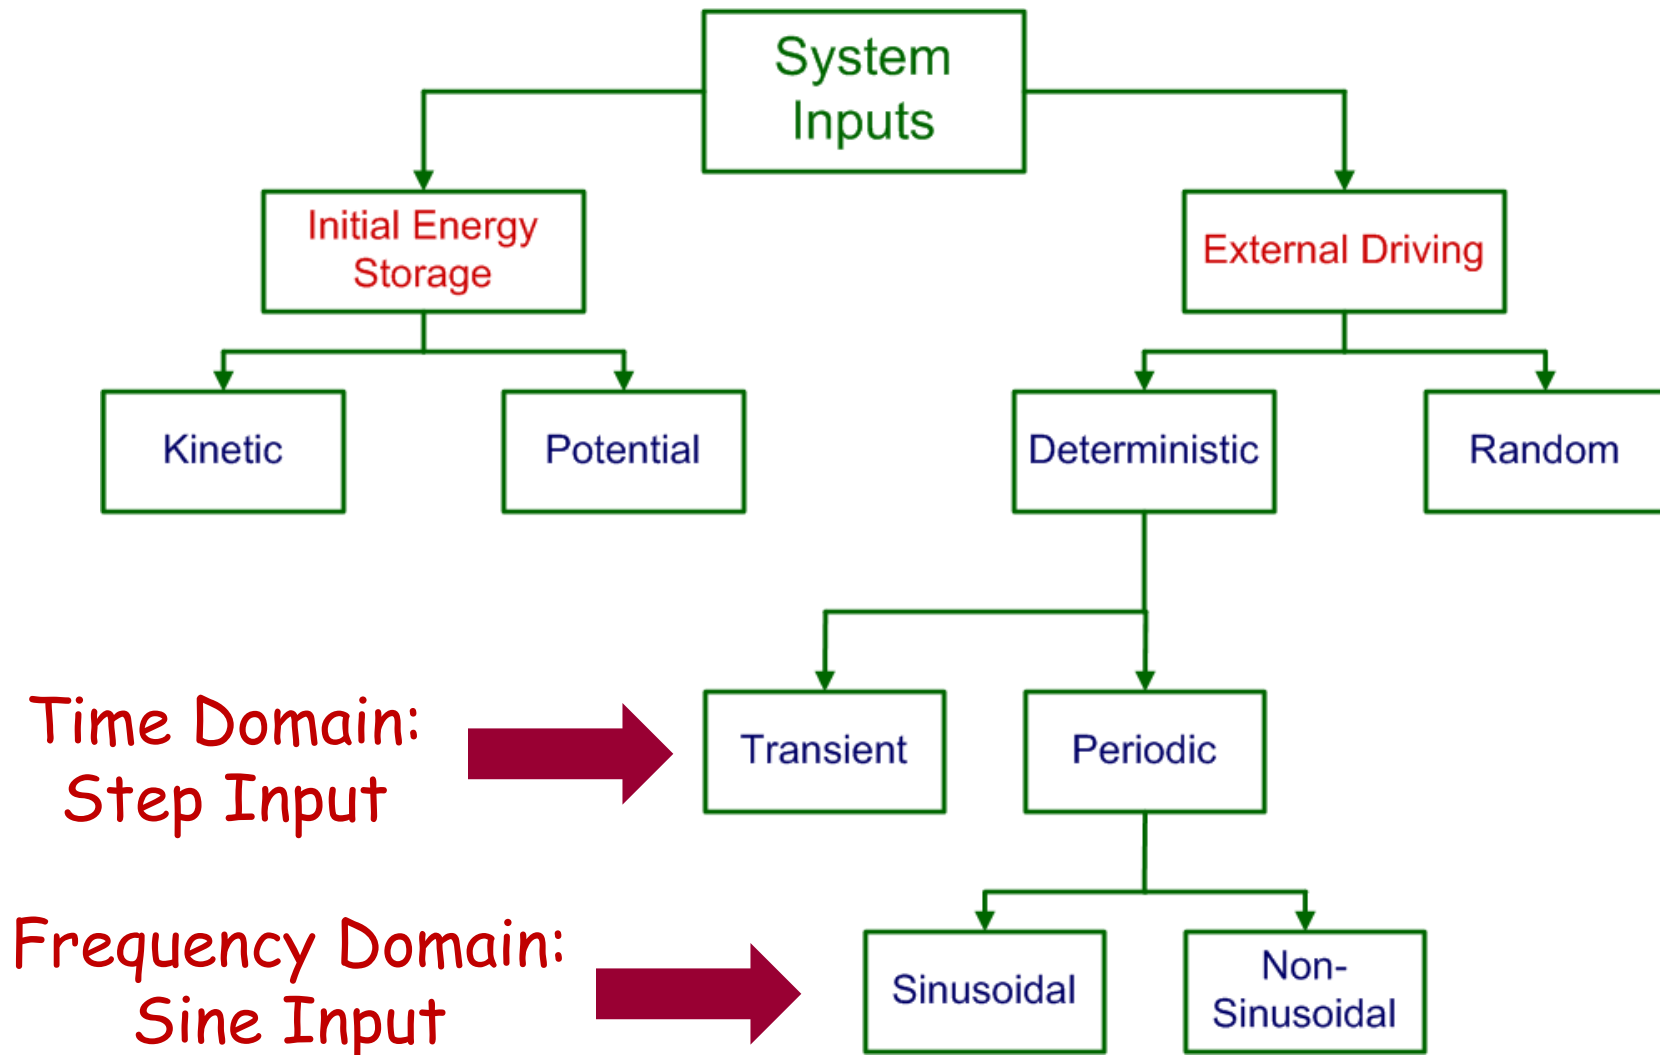 System
Inputs
Initial Energy
Storage
External Driving
Kinetic
Potential
Deterministic
Random
Time Domain:
Step Input
Transient
Periodic
Frequency Domain:
Sine Input
Sinusoidal
Non-
Sinusoidal